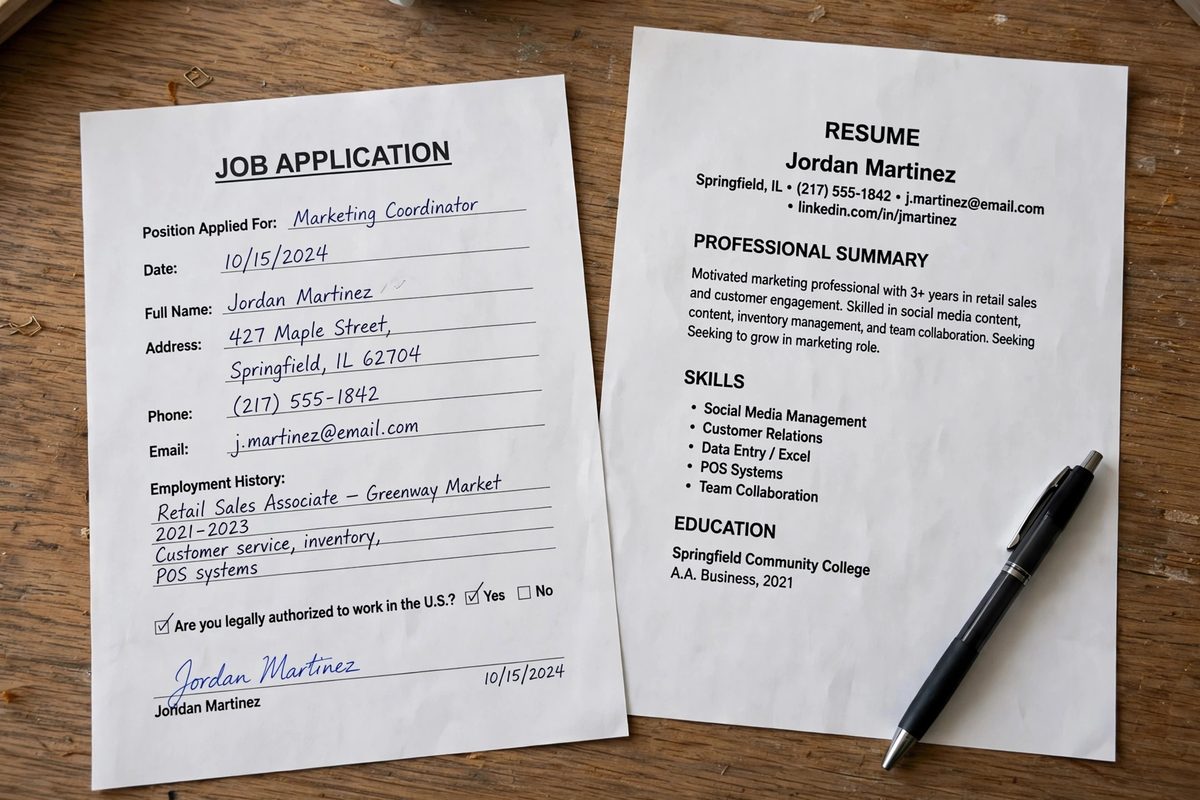 JOB APPLICATION
Position Applied For: Marketing Coordinator
Date: 10/15/2024
Full Name: Jordan Martinez
Address: 427 Maple Street,
Springfield, IL 62704
Phone: (217) 555-1842
Email: j.martinez@email.com
Employment History:
Retail Sales Associate – Greenway Market
2021-2023
Customer service, inventory,
POS systems
☑ Are you legally authorized to work in the U.S.? ☑ Yes ☐ No
Jordan Martinez 10/15/2024
Jordan Martinez
RESUME
Jordan Martinez
Springfield, IL • (217) 555-1842 • j.martinez@email.com
• linkedin.com/in/jmartinez
PROFESSIONAL SUMMARY
Motivated marketing professional with 3+ years in retail sales
and customer engagement. Skilled in social media content,
content, inventory management, and team collaboration. Seeking
Seeking to grow in marketing role.
SKILLS
• Social Media Management
• Customer Relations
• Data Entry / Excel
• POS Systems
• Team Collaboration
EDUCATION
Springfield Community College
A.A. Business, 2021